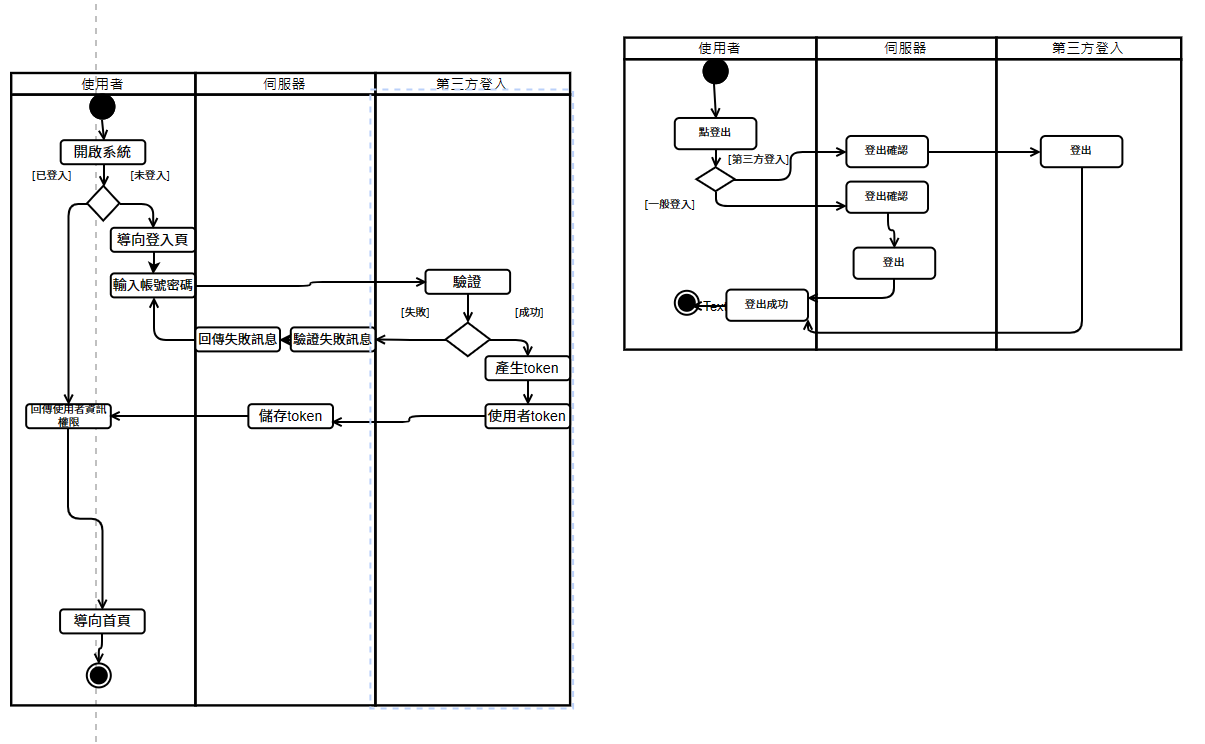 使用者
伺服器
第三方登入
開啟系統
[已登入]
[未登入]
導向登入頁
輸入帳號密碼
驗證
[失敗]
[成功]
回傳失敗訊息
驗證失敗訊息
產生token
回傳使用者資訊
權限
儲存token
使用者token
導向首頁
使用者
伺服器
第三方登入
點登出
[第三方登入]
登出確認
登出
[一般登入]
登出確認
登出
Text
登出成功